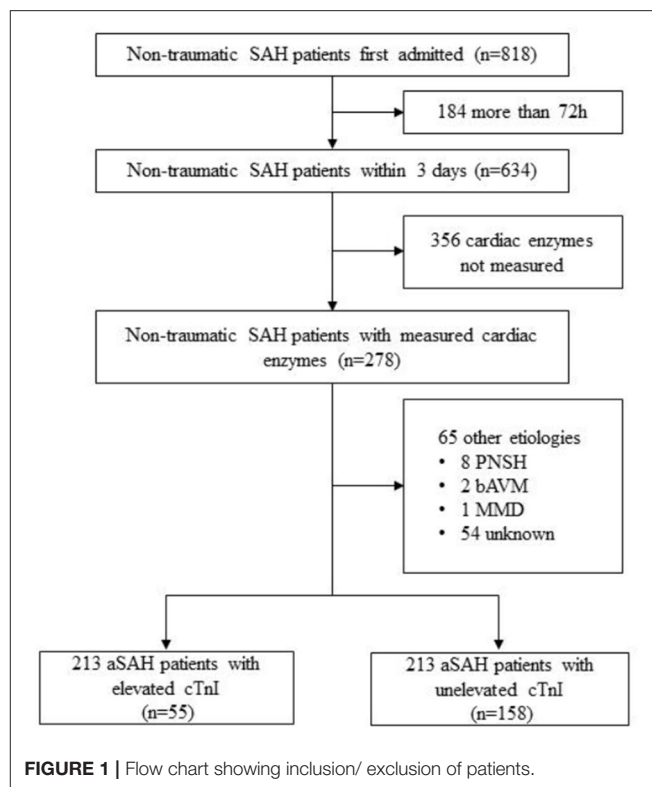 Non-traumatic SAH patients first admitted (n=818)
184 more than 72h
Non-traumatic SAH patients within 3 days (n=634)
356 cardiac enzymes
not measured
Non-traumatic SAH patients with measured cardiac
enzymes (n=278)
65 other etiologies
• 8 PNSH
• 2 bAVM
• 1 MMD
• 54 unknown
213 aSAH patients with
elevated cTnI
(n=55)
213 aSAH patients with
unelevated cTnI
(n=158)
FIGURE 1 | Flow chart showing inclusion/ exclusion of patients.